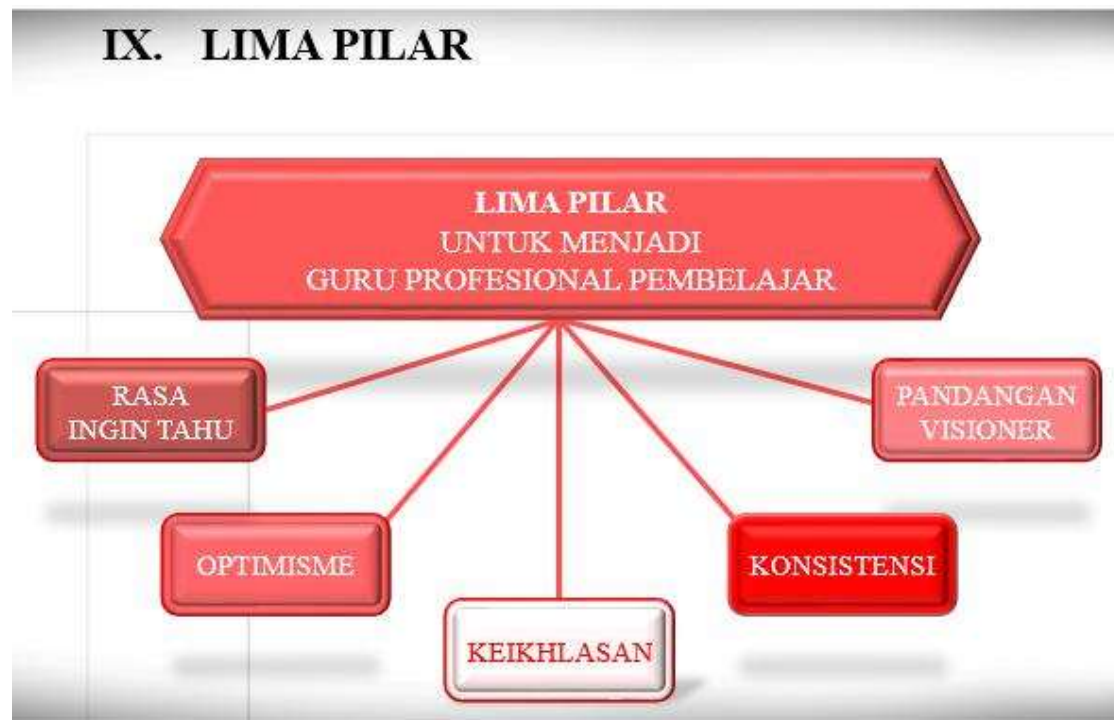 IX. LIMA PILAR
LIMA PILAR
UNTUK MENJADI
GURU PROFESIONAL PEMBELAJAR
RASA
INGIN TAHU
OPTIMISME
KEIKHLASAN
KONSISTENSI
PANDANGAN
VISIONER